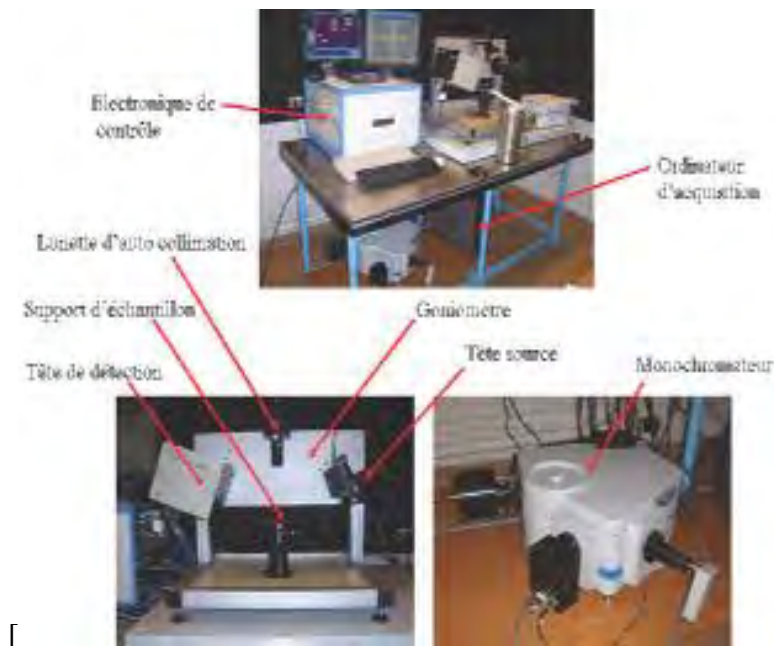 Electronique de
contrôle
Ordinateur
d'acquisition
Lunette d'auto collimation
Support d'échantillon
Goniomètre
Tête source
Tête de détection
Monochromateur
[